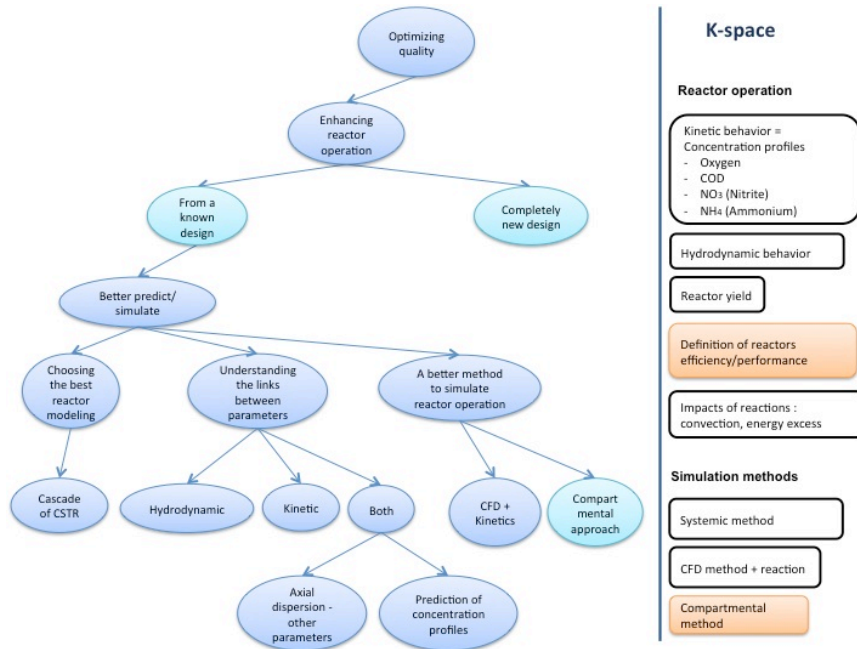 Optimizing
quality
Enhancing
reactor
operation
From a
known
design
Completely
new design
Better predict/
simulate
Choosing
the best
reactor
modeling
Understanding
the links
between
parameters
A better method
to simulate
reactor operation
Cascade
of CSTR
Hydrodynamic
Kinetic
Both
CFD +
Kinetics
Compart
mental
approach
Axial
dispersion -
other
parameters
Prediction of
concentration
profiles
K-space
Reactor operation
Kinetic behavior =
Concentration profiles
- Oxygen
- COD
- NO₃ (Nitrite)
- NH₄ (Ammonium)
Hydrodynamic behavior
Reactor yield
Definition of reactors
efficiency/performance
Impacts of reactions :
convection, energy excess
Simulation methods
Systemic method
CFD method + reaction
Compartmental
method